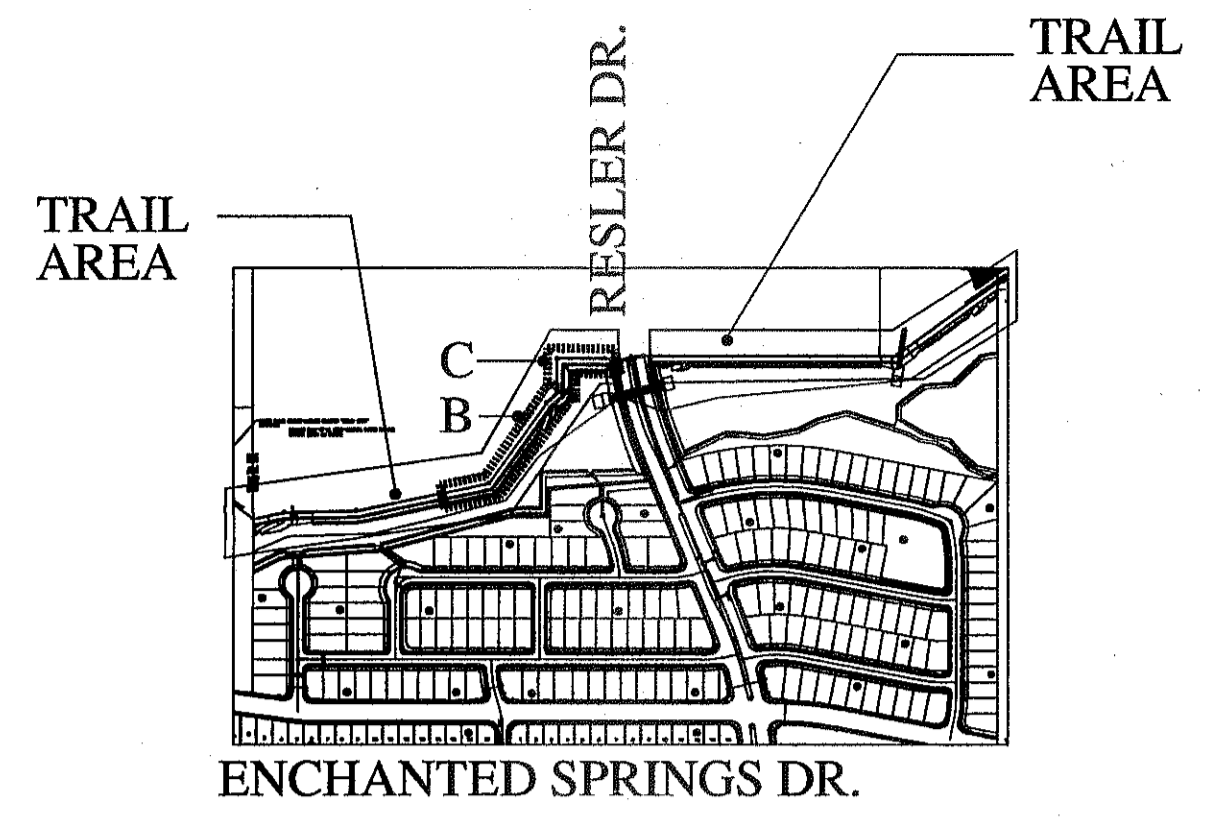 TRAIL
AREA
RESLER DR.
TRAIL
AREA
C
B
ENCHANTED SPRINGS DR.